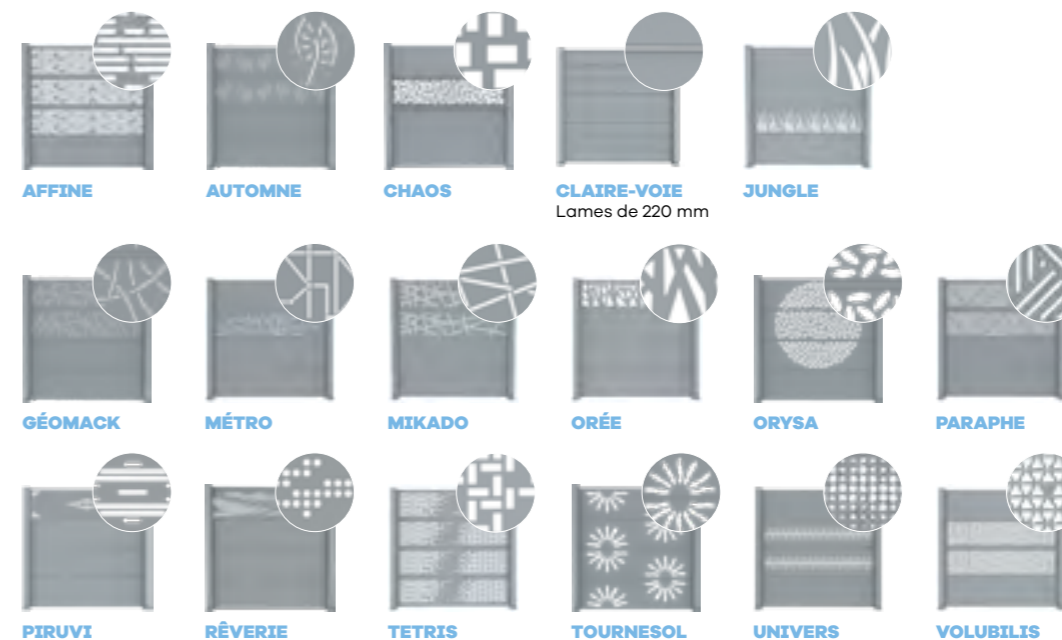 AFFINE
AUTOMNE
CHAOS
CLAIRE-VOIE
Lames de 220 mm
JUNGLE
GÉOMACK
MÉTRO
MIKADO
ORÉE
ORYSA
PARAPHE
PIRUVI
RÊVERIE
TETRIS
TOURNESOL
UNIVERS
VOLUBILIS